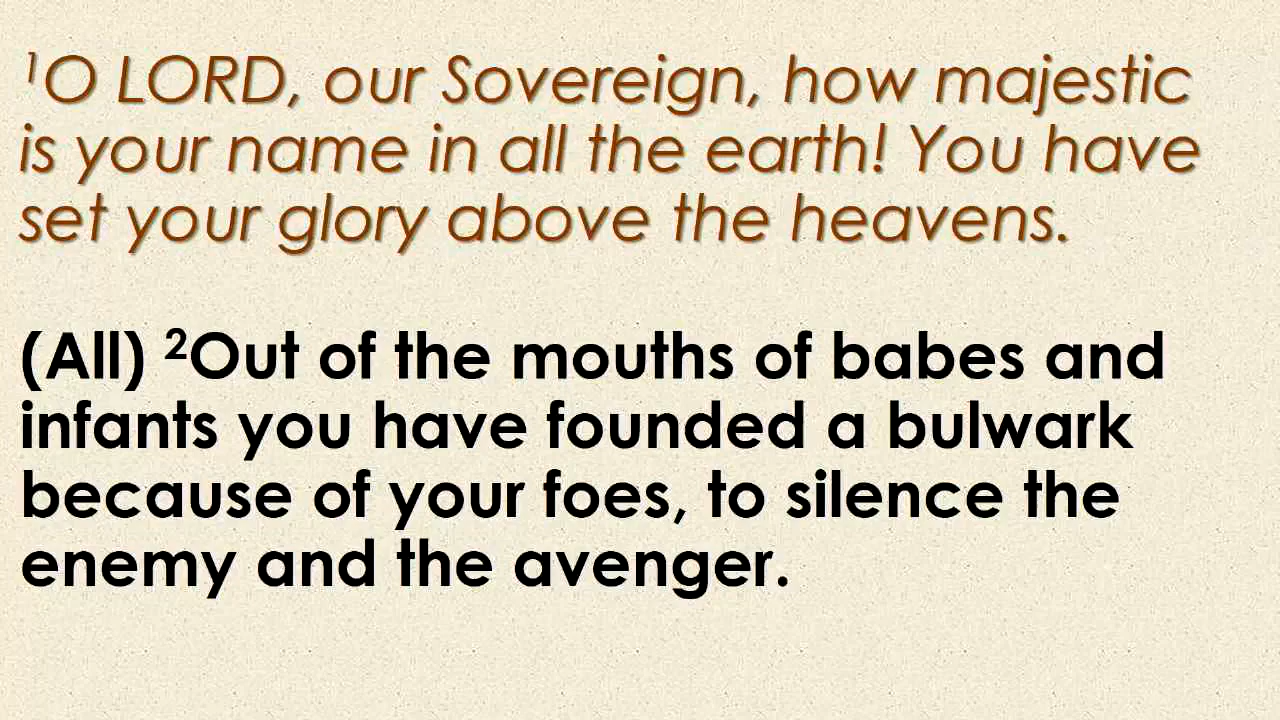 ¹O LORD, our Sovereign, how majestic
is your name in all the earth! You have
set your glory above the heavens.
(All) ²Out of the mouths of babes and
infants you have founded a bulwark
because of your foes, to silence the
enemy and the avenger.